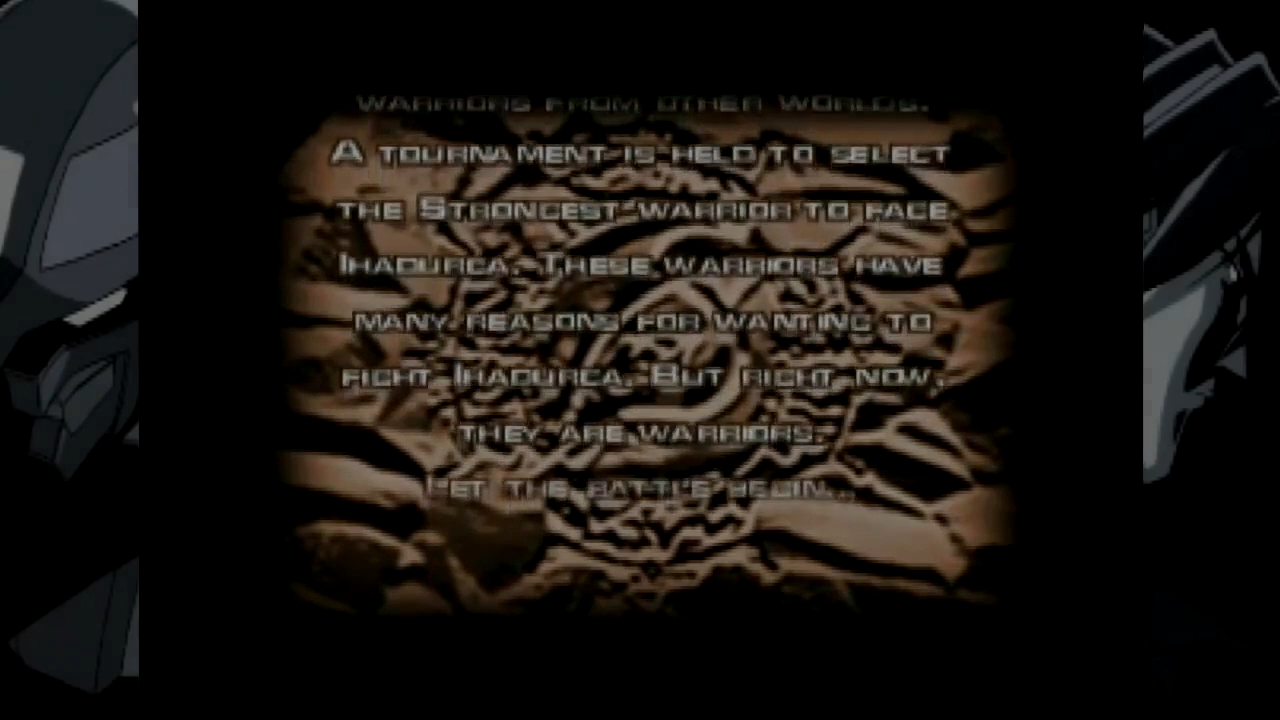 WARRIORS FROM OTHER WORLDS.
A TOURNAMENT IS HELD TO SELECT
THE STRONGEST WARRIOR TO FACE
IHADURCA. THESE WARRIORS HAVE
MANY REASONS FOR WANTING TO
FIGHT IHADURCA. BUT RIGHT NOW,
THEY ARE WARRIORS.
LET THE BATTLE BEGIN...